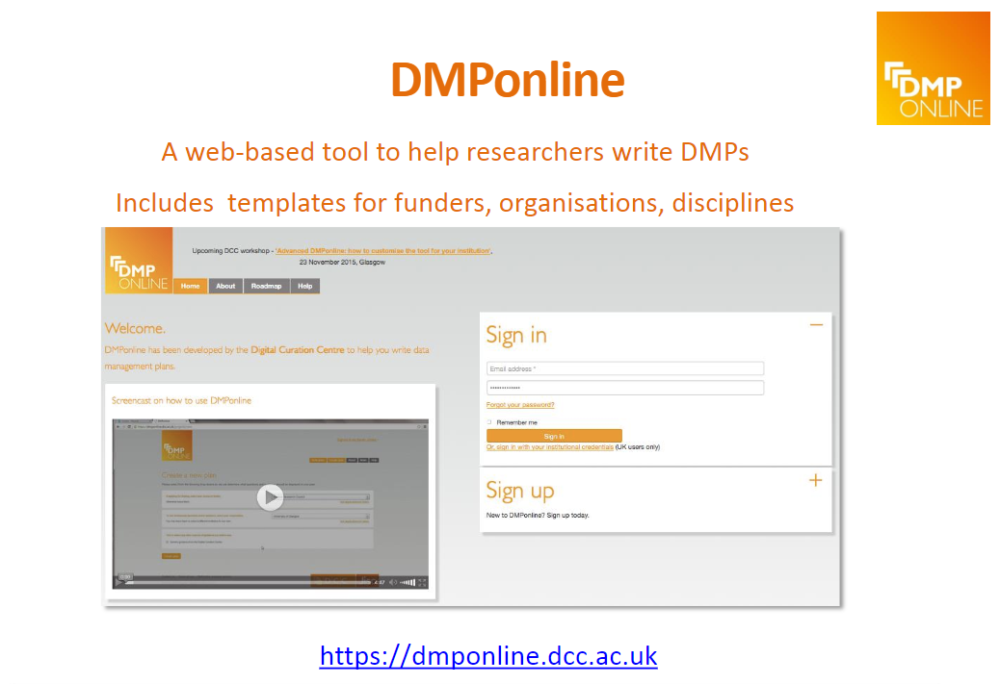 DMPonline
DMP
ONLINE
A web-based tool to help researchers write DMPs
Includes templates for funders, organisations, disciplines
DMP
ONLINE
Upcoming DCC workshop - 'Advanced DMPonline: how to customise the tool for your institution',
23 November 2015, Glasgow
Home About Roadmap Help
Welcome.
DMPonline has been developed by the Digital Curation Centre to help you write data
management plans.
Screencast on how to use DMPonline
DMP
ONLINE
Create a new plan
Sign in
Email address *
Forgot your password?
Remember me
Sign in
Or, sign in with your institutional credentials (UK users only)
Sign up
New to DMPonline? Sign up today.
https://dmponline.dcc.ac.uk